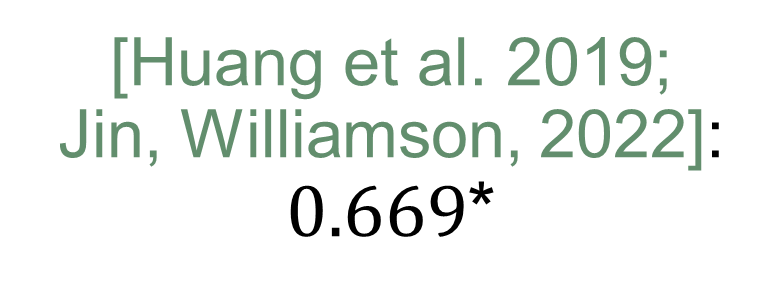 [Huang et al. 2019;
Jin, Williamson, 2022]:
0.669*